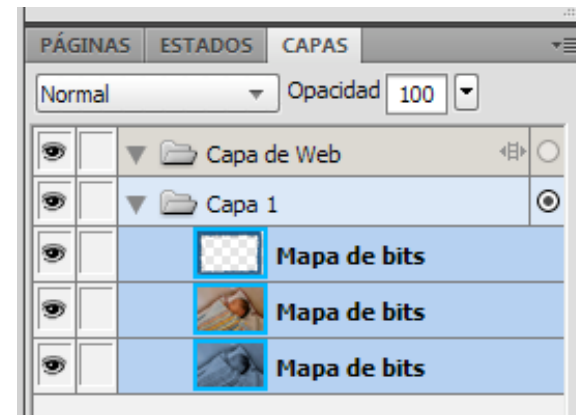 PÁGINAS ESTADOS CAPAS
Normal Opacidad 100
Capa de Web
Capa 1
Mapa de bits
Mapa de bits
Mapa de bits